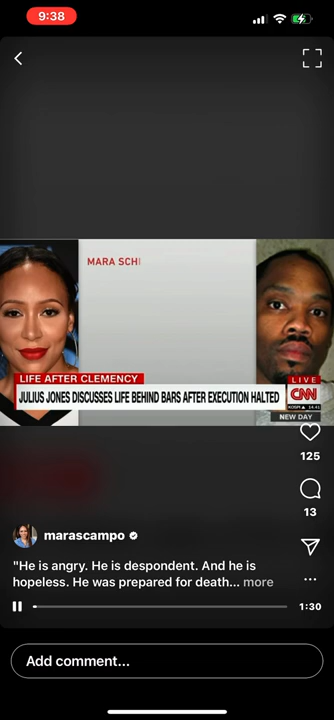 9:38
MARA SCHI
LIFE AFTER CLEMENCY
JULIUS JONES DISCUSSES LIFE BEHIND BARS AFTER EXECUTION HALTED
LIVE
CNN
NEW DAY
125
13
marascampo
"He is angry. He is despondent. And he is
hopeless. He was prepared for death... more
1:30
Add comment...